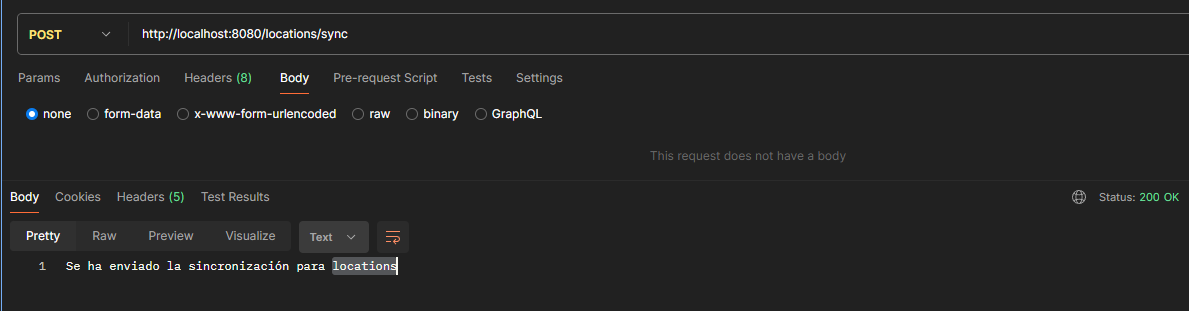 POST http://localhost:8080/locations/sync
Params Authorization Headers (8) Body Pre-request Script Tests Settings
none form-data x-www-form-urlencoded raw binary GraphQL
This request does not have a body
Body Cookies Headers (5) Test Results Status: 200 OK
Pretty Raw Preview Visualize Text
1 Se ha enviado la sincronización para locations